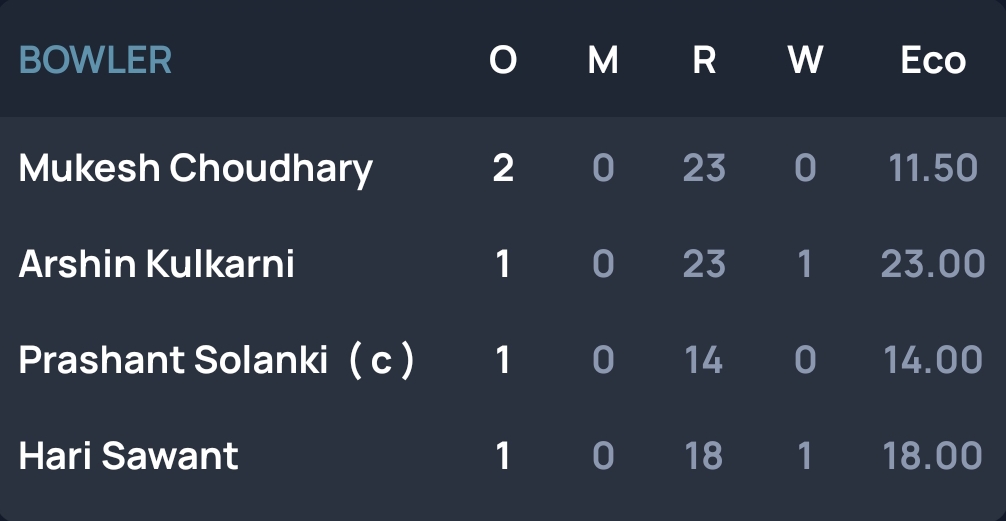 BOWLER O M R W Eco
Mukesh Choudhary 2 0 23 0 11.50
Arshin Kulkarni 1 0 23 1 23.00
Prashant Solanki ( c ) 1 0 14 0 14.00
Hari Sawant 1 0 18 1 18.00